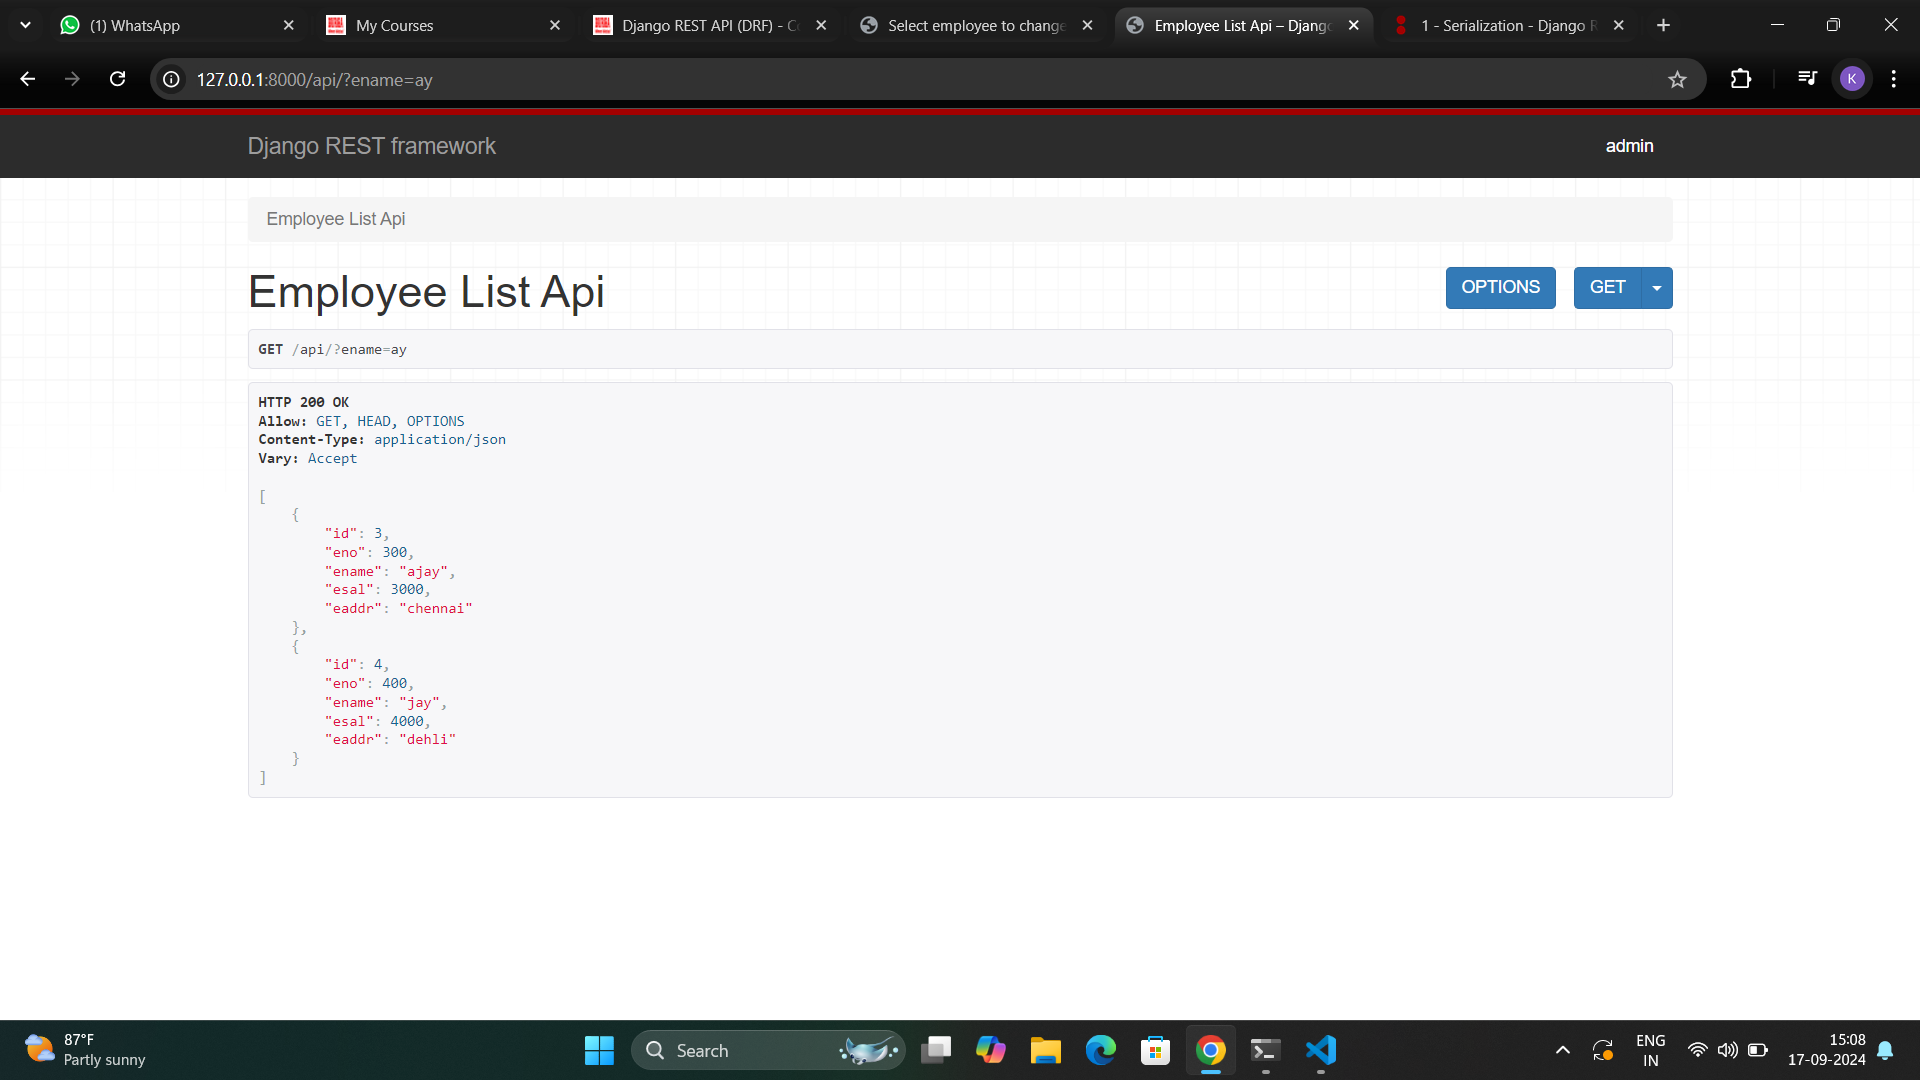 (1) WhatsApp
My Courses
Django REST API (DRF) - C
Select employee to change
Employee List Api – Django
1 - Serialization - Django R
127.0.0.1:8000/api/?ename=ay
K
Django REST framework
admin
Employee List Api
Employee List Api
OPTIONS
GET
GET /api/?ename=ay
HTTP 200 OK
Allow: GET, HEAD, OPTIONS
Content-Type: application/json
Vary: Accept
[
    {
        "id": 3,
        "eno": 300,
        "ename": "ajay",
        "esal": 3000,
        "eaddr": "chennai"
    },
    {
        "id": 4,
        "eno": 400,
        "ename": "jay",
        "esal": 4000,
        "eaddr": "dehli"
    }
]
87°F
Partly sunny
Search
ENG
IN
15:08
17-09-2024